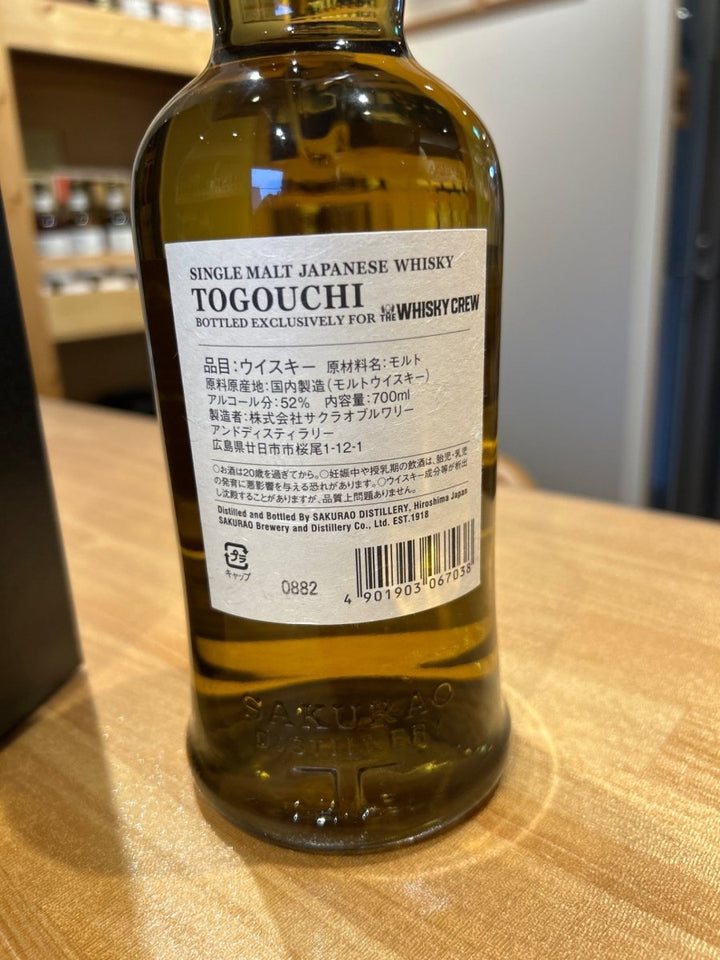 SINGLE MALT JAPANESE WHISKY
TOGOUCHI
BOTTLED EXCLUSIVELY FOR THE WHISKY CREW
品目:ウイスキー 原材料名:モルト
原料原産地:国内製造(モルトウイスキー)
アルコール分:52% 内容量:700ml
製造者:株式会社サクラオブルワリー
アンドディスティラリー
広島県廿日市市桜尾1-12-1
○お酒は20歳を過ぎてから。○妊娠中や授乳期の飲酒は、胎児・乳児
の発育に悪影響を与える恐れがあります。○ウイスキー成分等が析出
し沈殿することがありますが、品質上問題ありません。
Distilled and Bottled By SAKURAO DISTILLERY, Hiroshima Japan
SAKURAO Brewery and Distillery Co., Ltd. EST.1918
プラ
キャップ
0882
4 901903 067038
SAKURAO
DISTILLERY